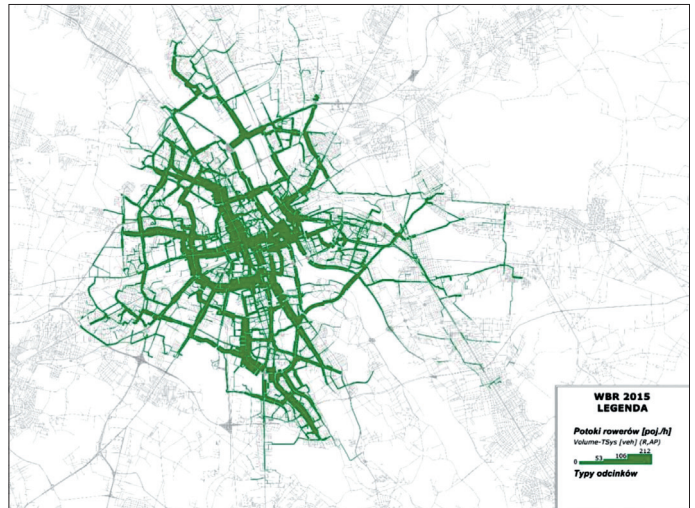 WBR 2015
LEGENDA
Potoki rowerów [poj./h]
Volume-TSys [veh] (R,AP)
0 53 106 212
Typy odcinków